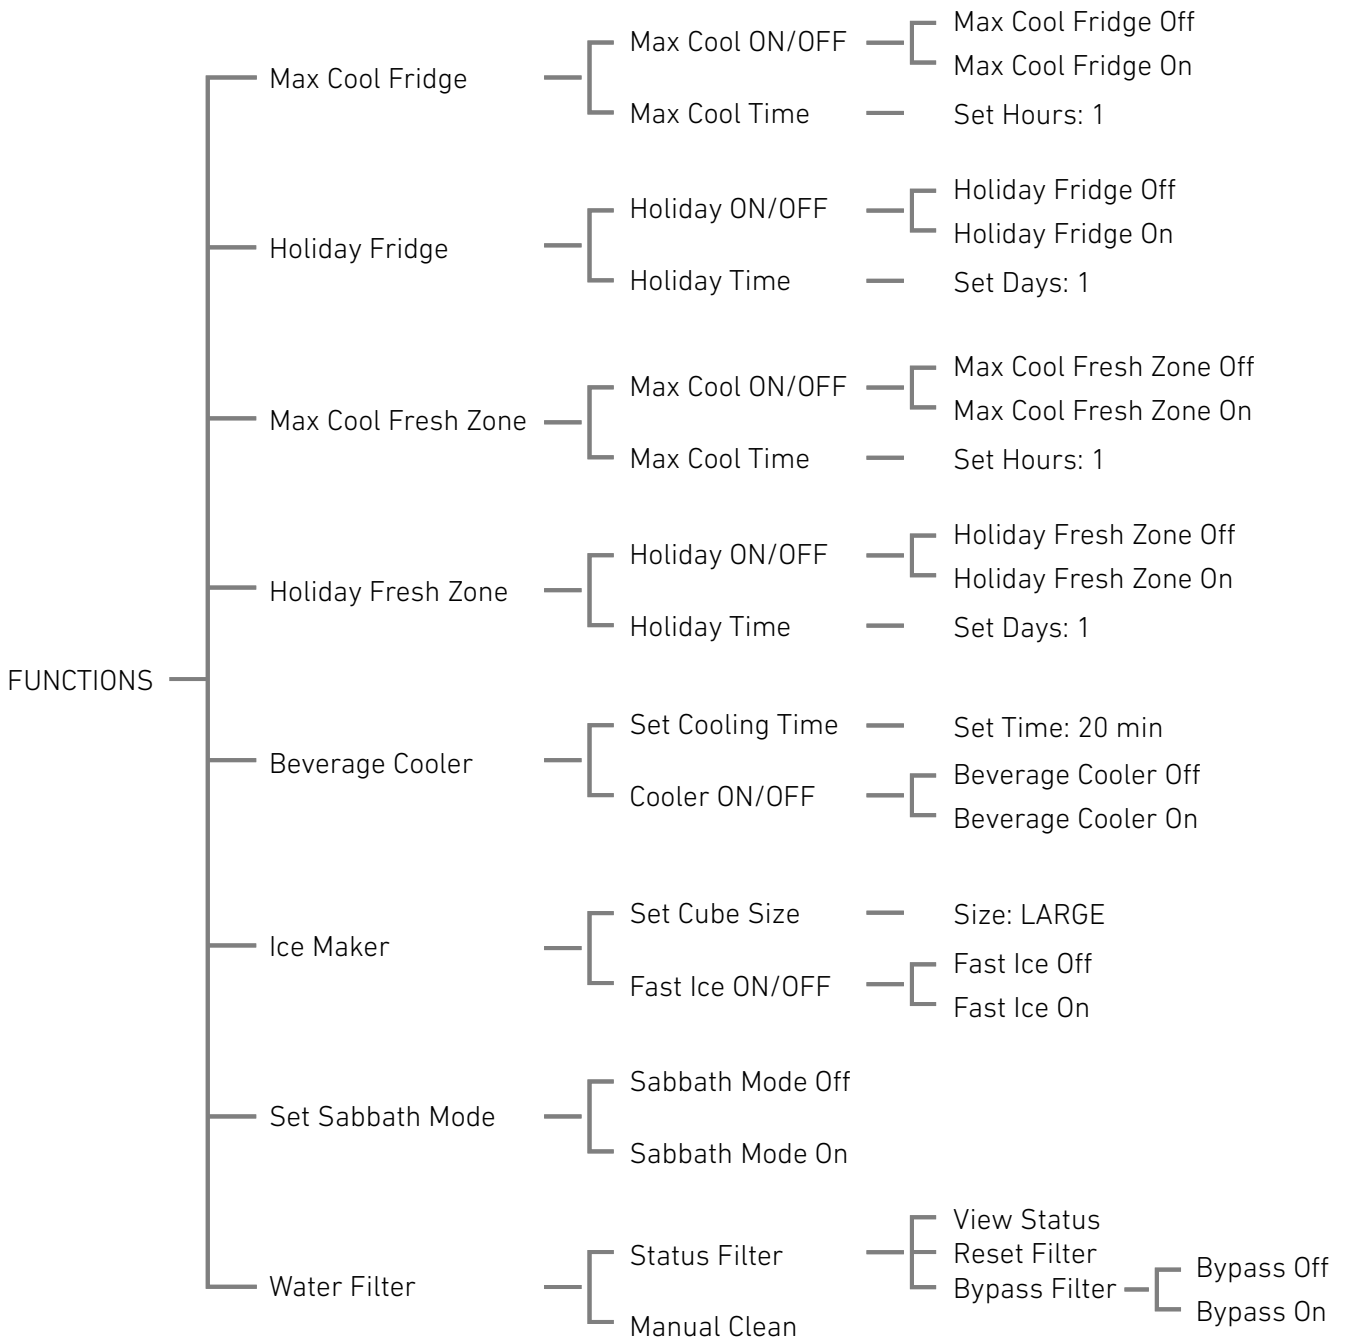 Max Cool Fridge Off
Max Cool ON/OFF
Max Cool Fridge On
Max Cool Fridge
Max Cool Time
Set Hours: 1
Holiday Fridge Off
Holiday ON/OFF
Holiday Fridge On
Holiday Fridge
Holiday Time
Set Days: 1
Max Cool Fresh Zone Off
Max Cool ON/OFF
Max Cool Fresh Zone On
Max Cool Fresh Zone
Max Cool Time
Set Hours: 1
Holiday Fresh Zone Off
Holiday ON/OFF
Holiday Fresh Zone On
Holiday Fresh Zone
Holiday Time
Set Days: 1
FUNCTIONS
Set Cooling Time
Set Time: 20 min
Beverage Cooler
Beverage Cooler Off
Cooler ON/OFF
Beverage Cooler On
Set Cube Size
Size: LARGE
Ice Maker
Fast Ice Off
Fast Ice ON/OFF
Fast Ice On
Sabbath Mode Off
Set Sabbath Mode
Sabbath Mode On
View Status
Status Filter
Reset Filter
Bypass Off
Water Filter
Bypass Filter
Bypass On
Manual Clean